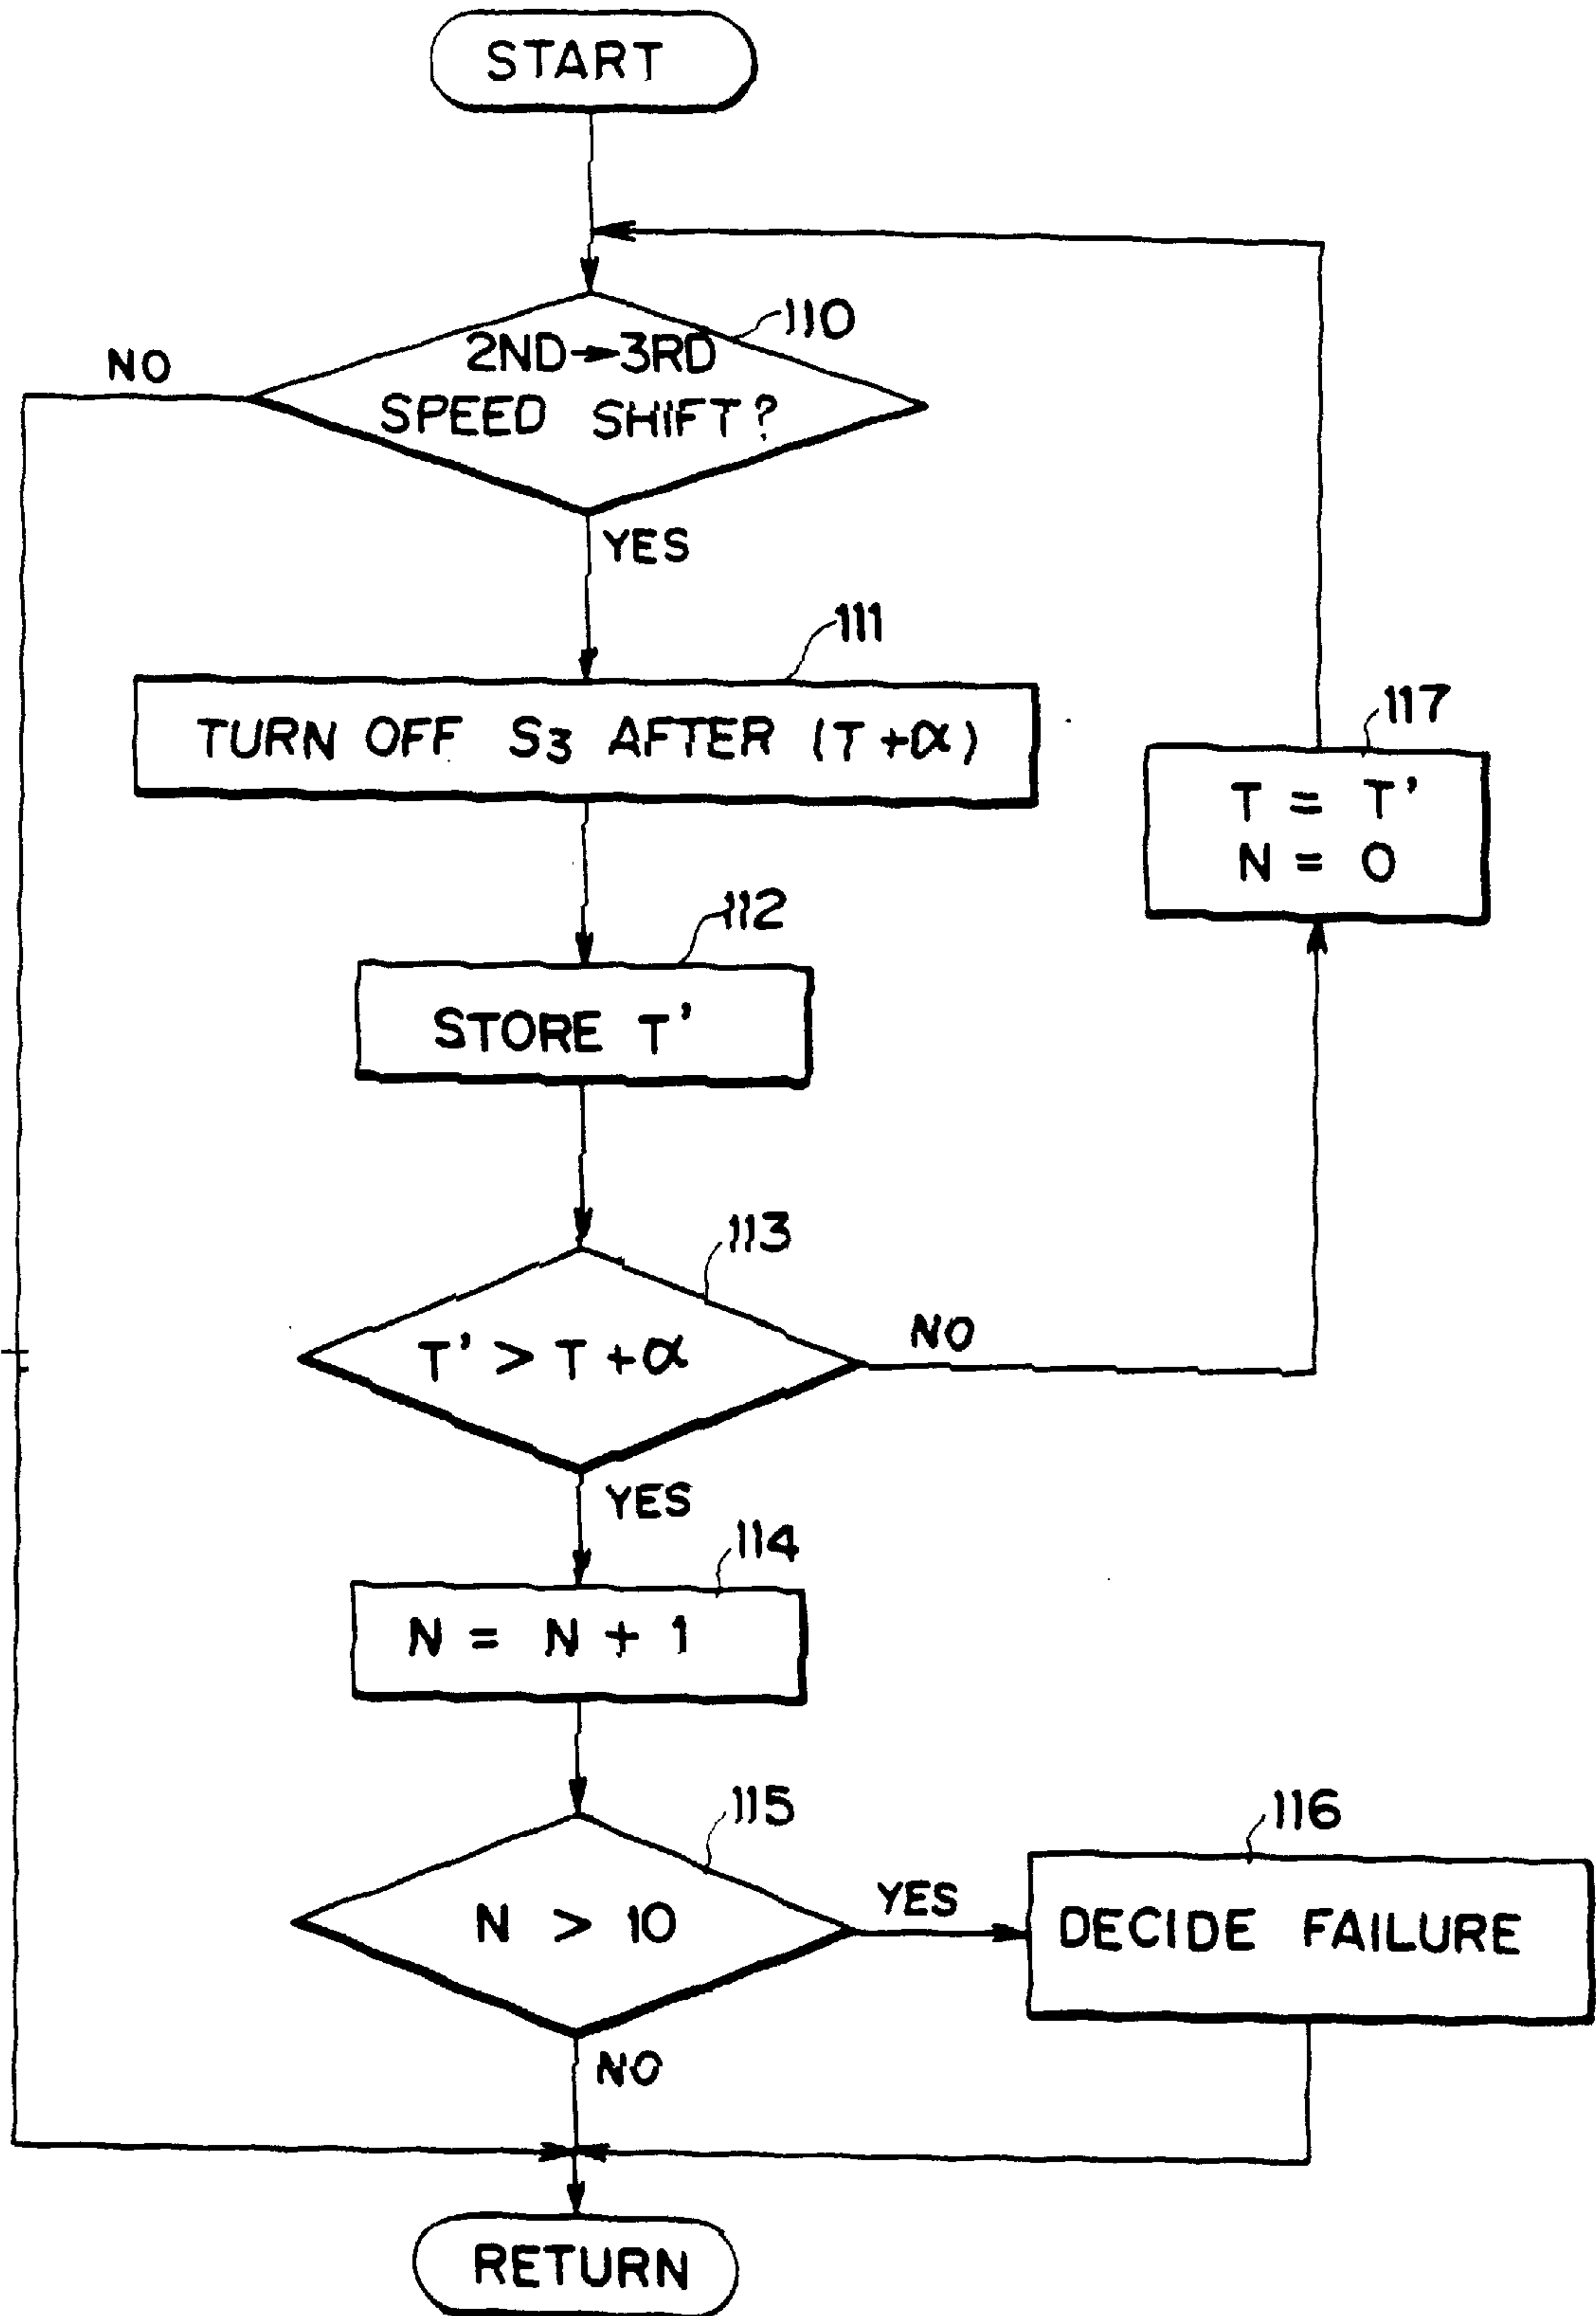 START
110
2ND→3RD
SPEED SHIFT?
NO
YES
111
TURN OFF S3 AFTER (T+α)
117
T = T'
N = 0
112
STORE T'
113
T' > T+α
NO
YES
114
N = N + 1
115
N > 10
YES
116
DECIDE FAILURE
NO
RETURN